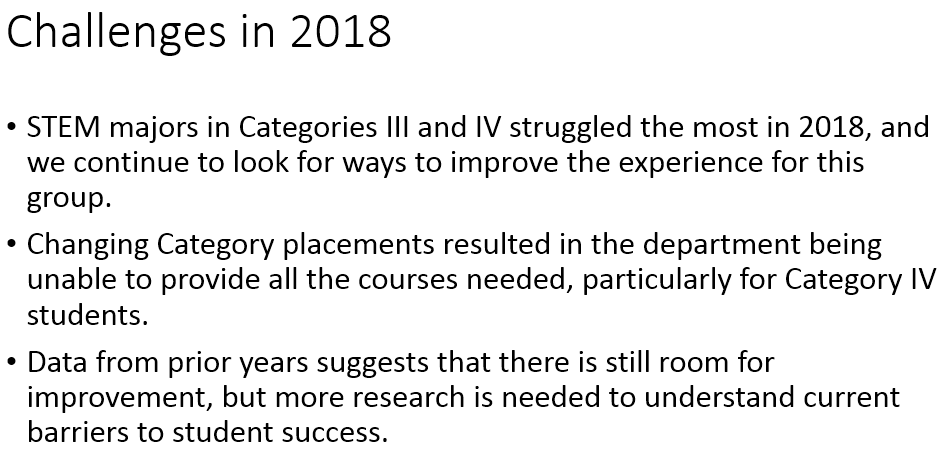 Challenges in 2018
• STEM majors in Categories III and IV struggled the most in 2018, and
we continue to look for ways to improve the experience for this
group.
• Changing Category placements resulted in the department being
unable to provide all the courses needed, particularly for Category IV
students.
• Data from prior years suggests that there is still room for
improvement, but more research is needed to understand current
barriers to student success.